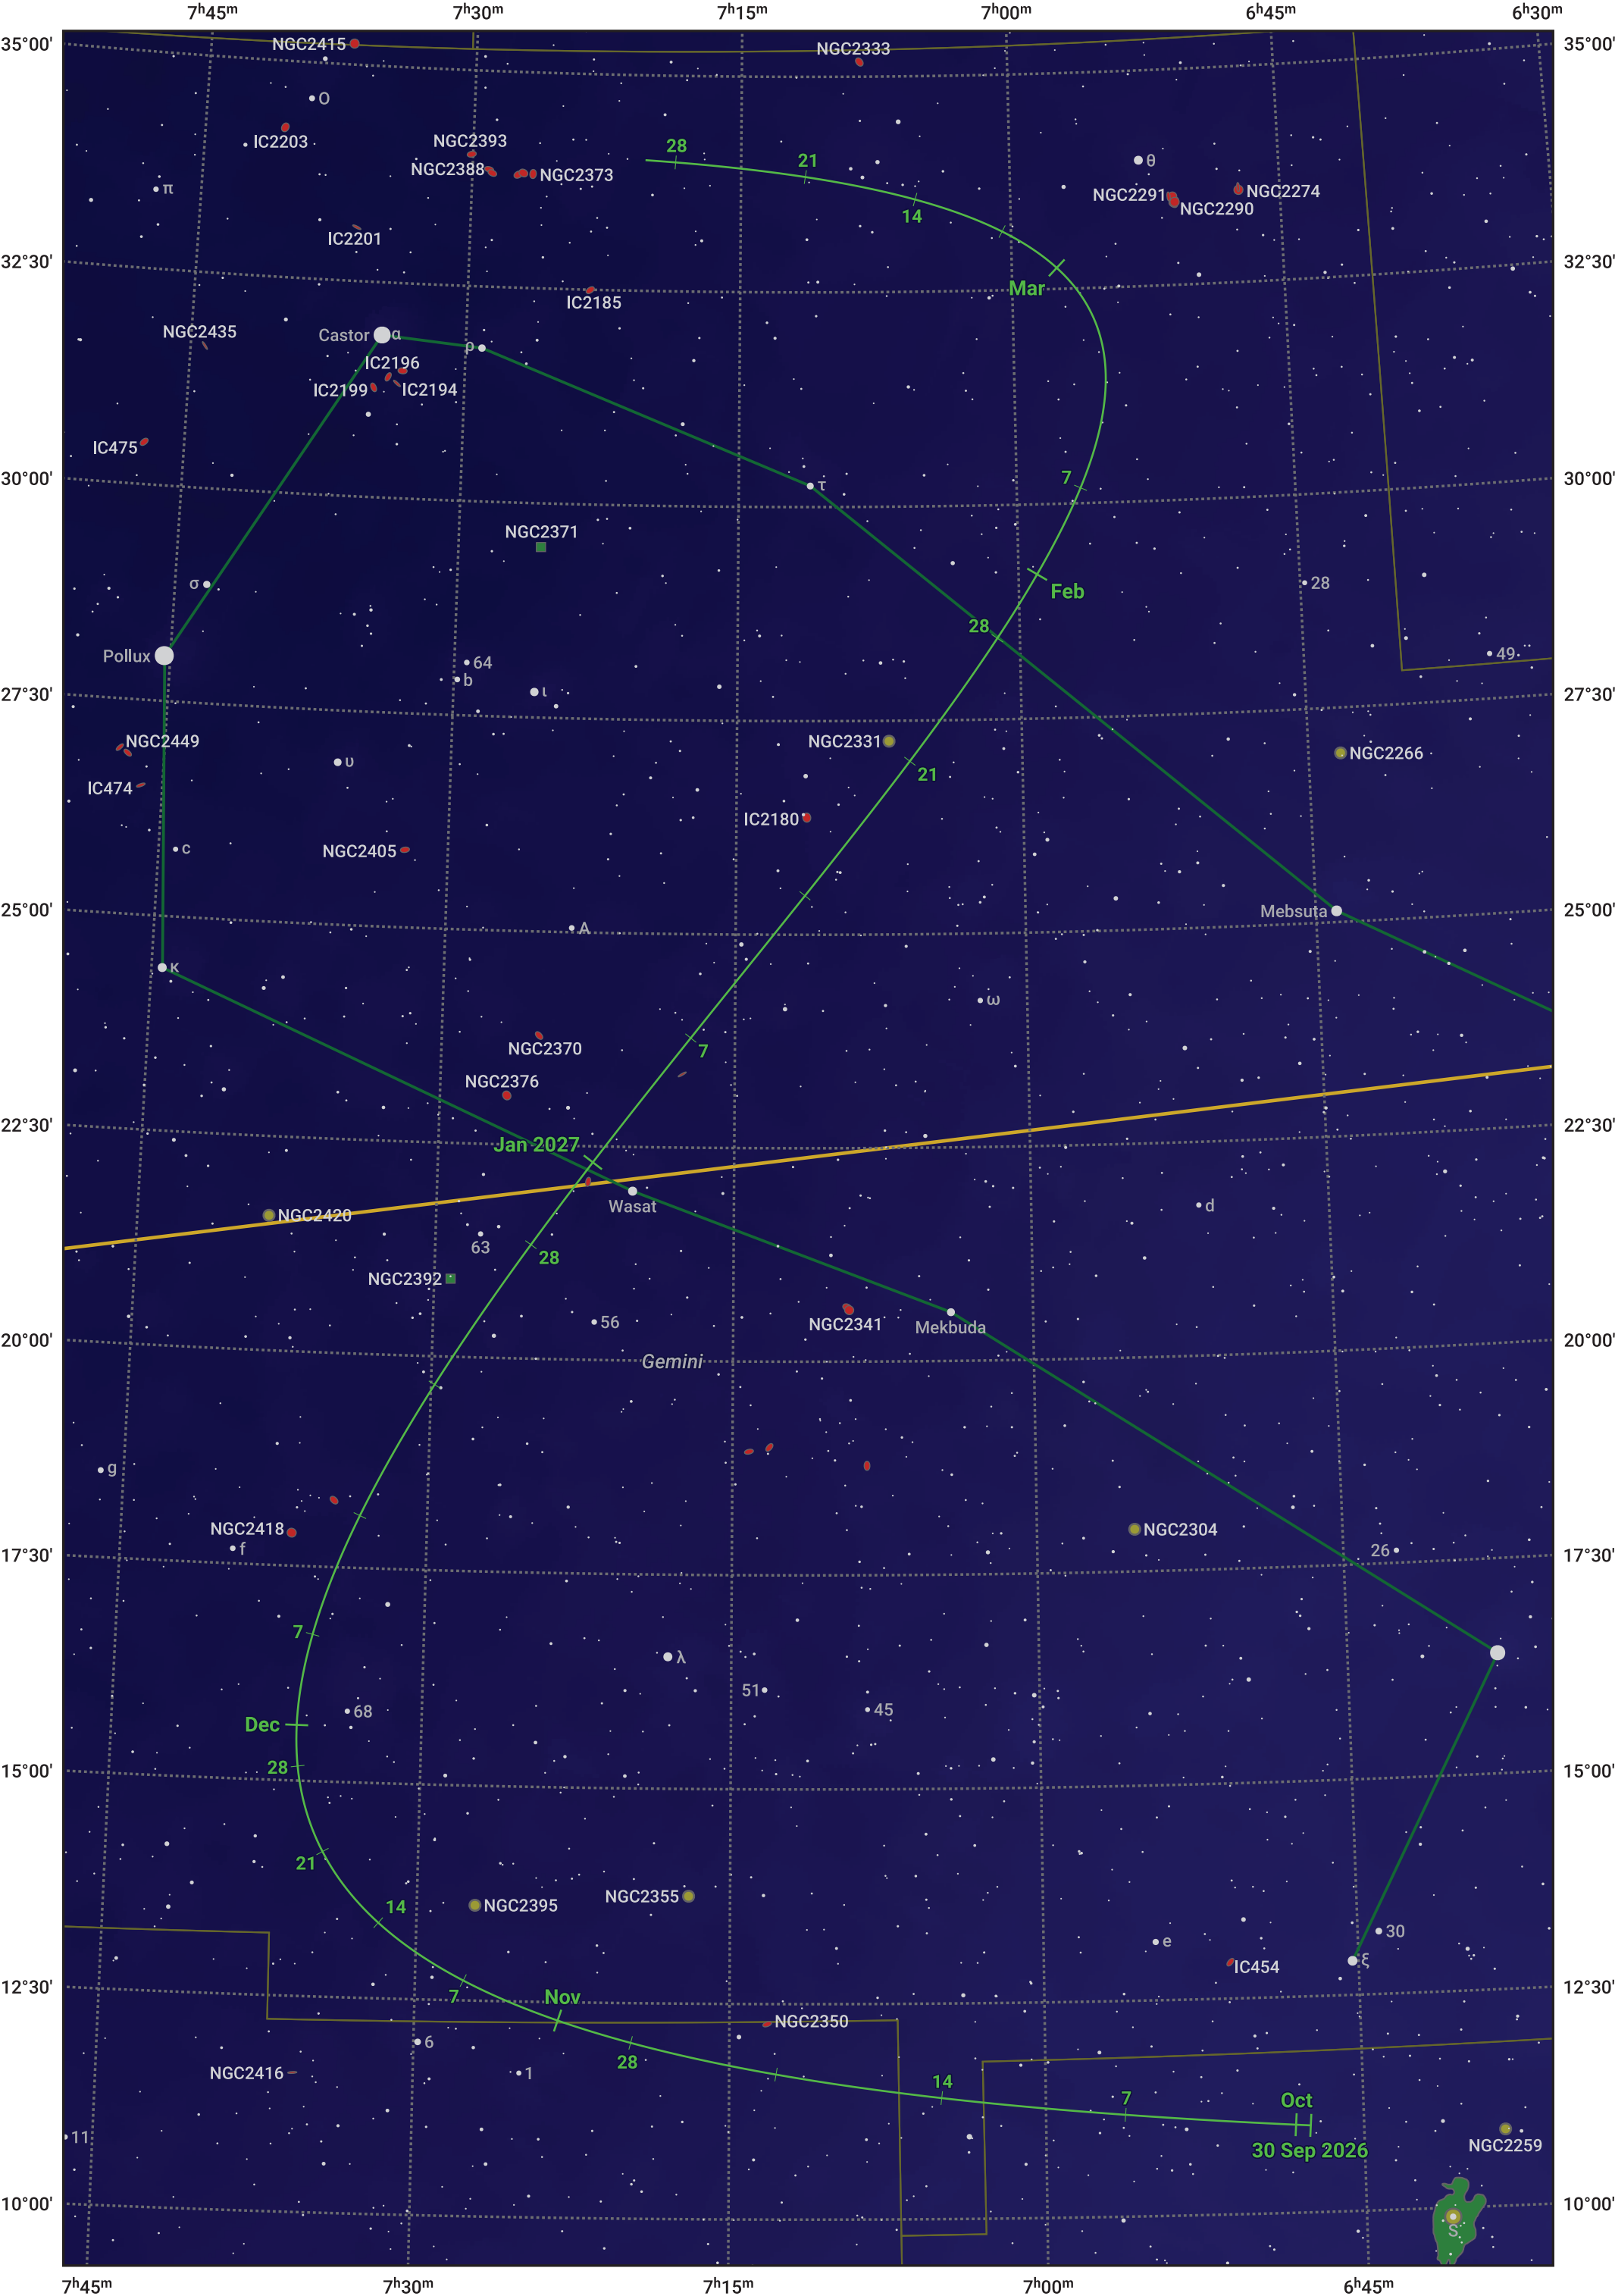 7h45m 7h30m 7h15m 7h00m 6h45m 6h30m
35°00' NGC2415 NGC2333 35°00'
O
IC2203 NGC2393 28 21 θ
NGC2388 NGC2373
π NGC2291 NGC2274
NGC2290
14
IC2201
32°30' 32°30'
Mar
IC2185
NGC2435 Castor α ρ
IC2196
IC2199 IC2194
IC475
30°00' τ 7 30°00'
NGC2371
σ Feb 28
28
Pollux 64 49
b ι
27°30' 27°30'
NGC2449 NGC2331 NGC2266
υ 21
IC474
IC2180
c NGC2405
25°00' Mebsuta 25°00'
A
κ
ω
NGC2370 7
NGC2376
22°30' Jan 2027 22°30'
Wasat d
NGC2420
63 28
NGC2392
56 NGC2341 Mekbuda
20°00' 20°00'
Gemini
g
NGC2418 NGC2304
f 26
17°30' 17°30'
7
λ
51
68 45
Dec
28
15°00' 15°00'
21
NGC2395 NGC2355
14
30
e
IC454 ξ
12°30' 12°30'
7 Nov
NGC2350
6
28
NGC2416 1
14 7 Oct
11 NGC2259
30 Sep 2026
10°00' 10°00'
S
7h45m 7h30m 7h15m 7h00m 6h45m